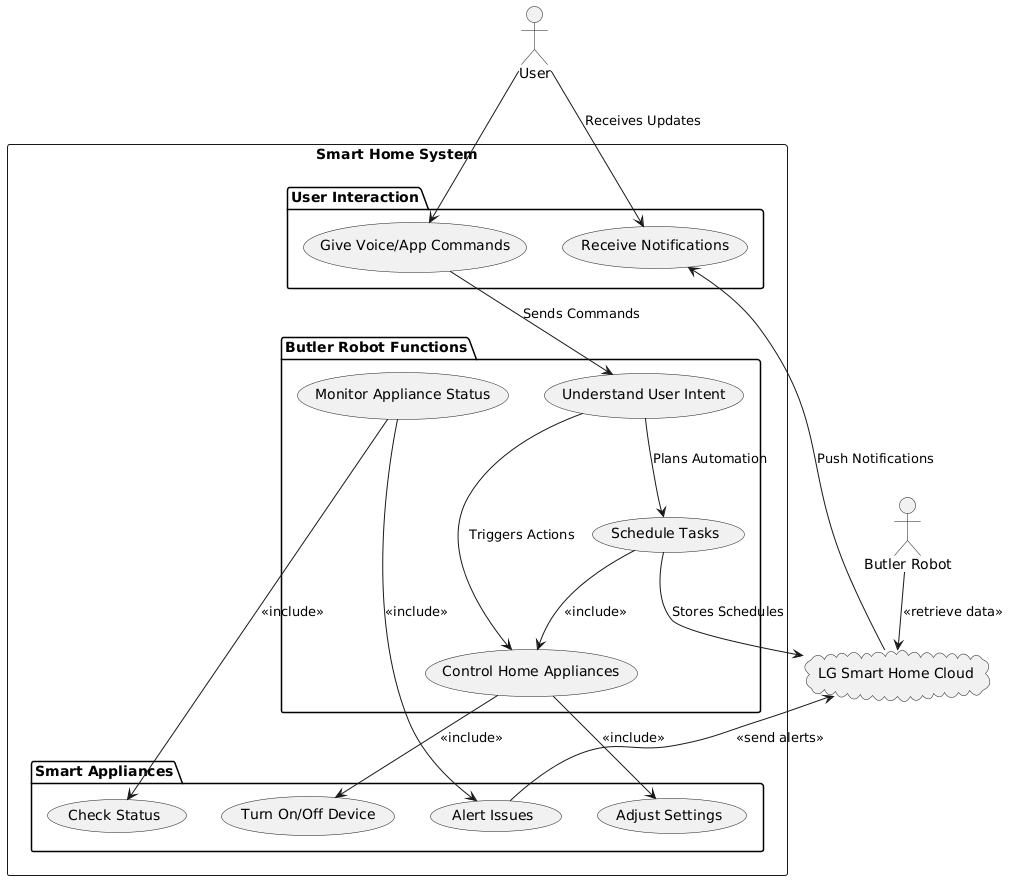 User
Receives Updates
Smart Home System
User Interaction
Give Voice/App Commands
Receive Notifications
Sends Commands
Butler Robot Functions
Monitor Appliance Status
Understand User Intent
Plans Automation
Push Notifications
Triggers Actions
Schedule Tasks
Butler Robot
«include»
«include»
«include»
Stores Schedules
«retrieve data»
Control Home Appliances
LG Smart Home Cloud
«include»
«include»
«send alerts»
Smart Appliances
Check Status
Turn On/Off Device
Alert Issues
Adjust Settings